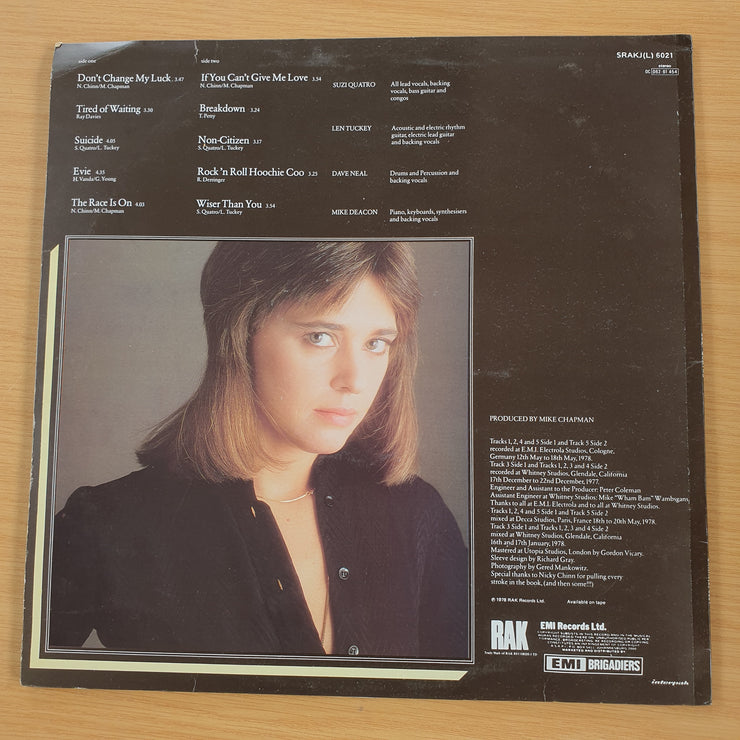 SRAKJ(L) 6021
stereo
OC 062 61 454
side one
Don't Change My Luck 3.47
N. Chinn/M. Chapman
Tired of Waiting 3.30
Ray Davies
Suicide 4.05
S. Quatro/L. Tuckey
Evie 4.35
H. Vanda/G. Young
The Race Is On 4.03
N. Chinn/M. Chapman
side two
If You Can't Give Me Love 3.54
N. Chinn/M. Chapman
Breakdown 3.24
T. Petty
Non-Citizen 3.17
S. Quatro/L. Tuckey
Rock 'n Roll Hoochie Coo 3.25
R. Derringer
Wiser Than You 3.54
S. Quatro/L. Tuckey
SUZI QUATRO All lead vocals, backing
vocals, bass guitar and
congos
LEN TUCKEY Acoustic and electric rhythm
guitar, electric lead guitar
and backing vocals
DAVE NEAL Drums and Percussion and
backing vocals
MIKE DEACON Piano, keyboards, synthesisers
and backing vocals
PRODUCED BY MIKE CHAPMAN
Tracks 1, 2, 4 and 5 Side 1 and Track 5 Side 2
recorded at E.M.I. Electrola Studios, Cologne,
Germany 12th May to 18th May, 1978.
Track 3 Side 1 and Tracks 1, 2, 3 and 4 Side 2
recorded at Whitney Studios, Glendale, California
17th December to 22nd December, 1977.
Engineer and Assistant to the Producer: Peter Coleman
Assistant Engineer at Whitney Studios: Mike "Wham Bam" Wambsgans,
Thanks to all at E.M.I. Electrola and to all at Whitney Studios.
Tracks 1, 2, 4 and 5 Side 1 and Track 5 Side 2
mixed at Decca Studios, Paris, France 18th to 20th May, 1978.
Track 3 Side 1 and Tracks 1, 2, 3 and 4 Side 2
mixed at Whitney Studios, Glendale, California
16th and 17th January, 1978.
Mastered at Utopia Studios, London by Gordon Vicary.
Sleeve design by Richard Gray.
Photography by Gered Mankowitz.
Special thanks to Nicky Chinn for pulling every
stroke in the book, (and then some!!!)
℗ 1978 RAK Records Ltd. Available on tape
RAK
EMI Records Ltd.
MARKETED AND DISTRIBUTED BY
EMI BRIGADIERS
interpak